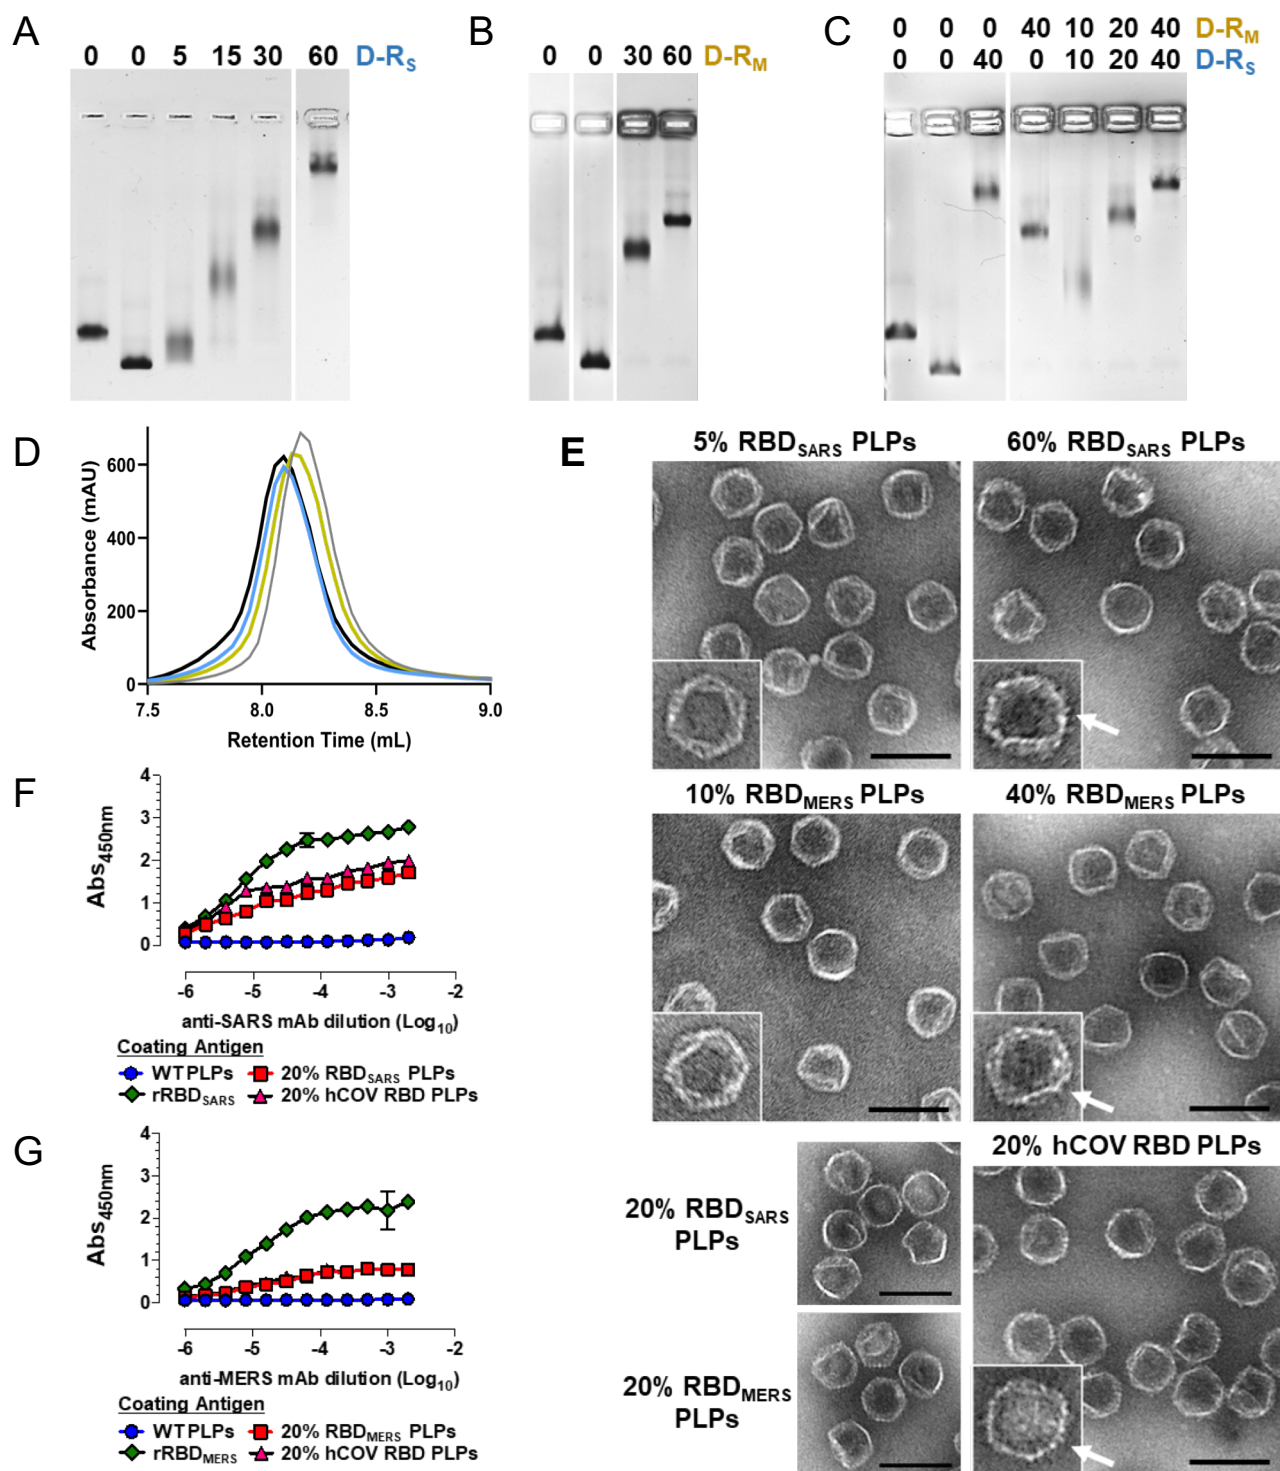 A
0 0 5 15 30 60 D-RS
B
0 0 30 60 D-RM
C
0 0 0 40 10 20 40 D-RM
0 0 40 0 10 20 40 D-RS
D
Absorbance (mAU)
600
400
200
0
7.5 8.0 8.5 9.0
Retention Time (mL)
E
5% RBDSARS PLPs
60% RBDSARS PLPs
10% RBDMERS PLPs
40% RBDMERS PLPs
20% RBDSARS
PLPs
20% hCOV RBD PLPs
20% RBDMERS
PLPs
F
Abs450nm
4
3
2
1
0
-6 -5 -4 -3 -2
anti-SARS mAb dilution (Log10)
Coating Antigen
WT PLPs 20% RBDSARS PLPs
rRBDSARS 20% hCOV RBD PLPs
G
Abs450nm
4
3
2
1
0
-6 -5 -4 -3 -2
anti-MERS mAb dilution (Log10)
Coating Antigen
WT PLPs 20% RBDMERS PLPs
rRBDMERS 20% hCOV RBD PLPs